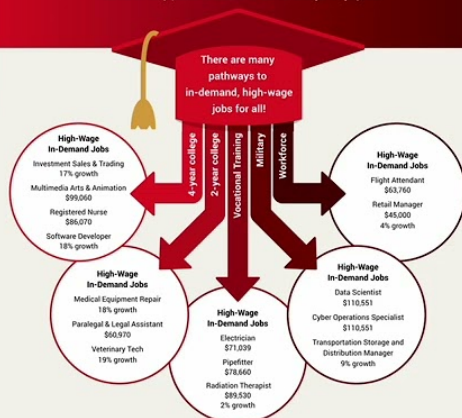 There are many
pathways to
in-demand, high-wage
jobs for all!
4-year college
2-year college
Vocational Training
Military
Workforce
High-Wage
In-Demand Jobs
Investment Sales & Trading
17% growth
Multimedia Arts & Animation
$99,060
Registered Nurse
$86,070
Software Developer
18% growth
High-Wage
In-Demand Jobs
Medical Equipment Repair
18% growth
Paralegal & Legal Assistant
$60,970
Veterinary Tech
19% growth
High-Wage
In-Demand Jobs
Electrician
$71,039
Pipefitter
$78,660
Radiation Therapist
$89,530
2% growth
High-Wage
In-Demand Jobs
Data Scientist
$110,551
Cyber Operations Specialist
$110,551
Transportation Storage and
Distribution Manager
9% growth
High-Wage
In-Demand Jobs
Flight Attendant
$63,760
Retail Manager
$45,000
4% growth